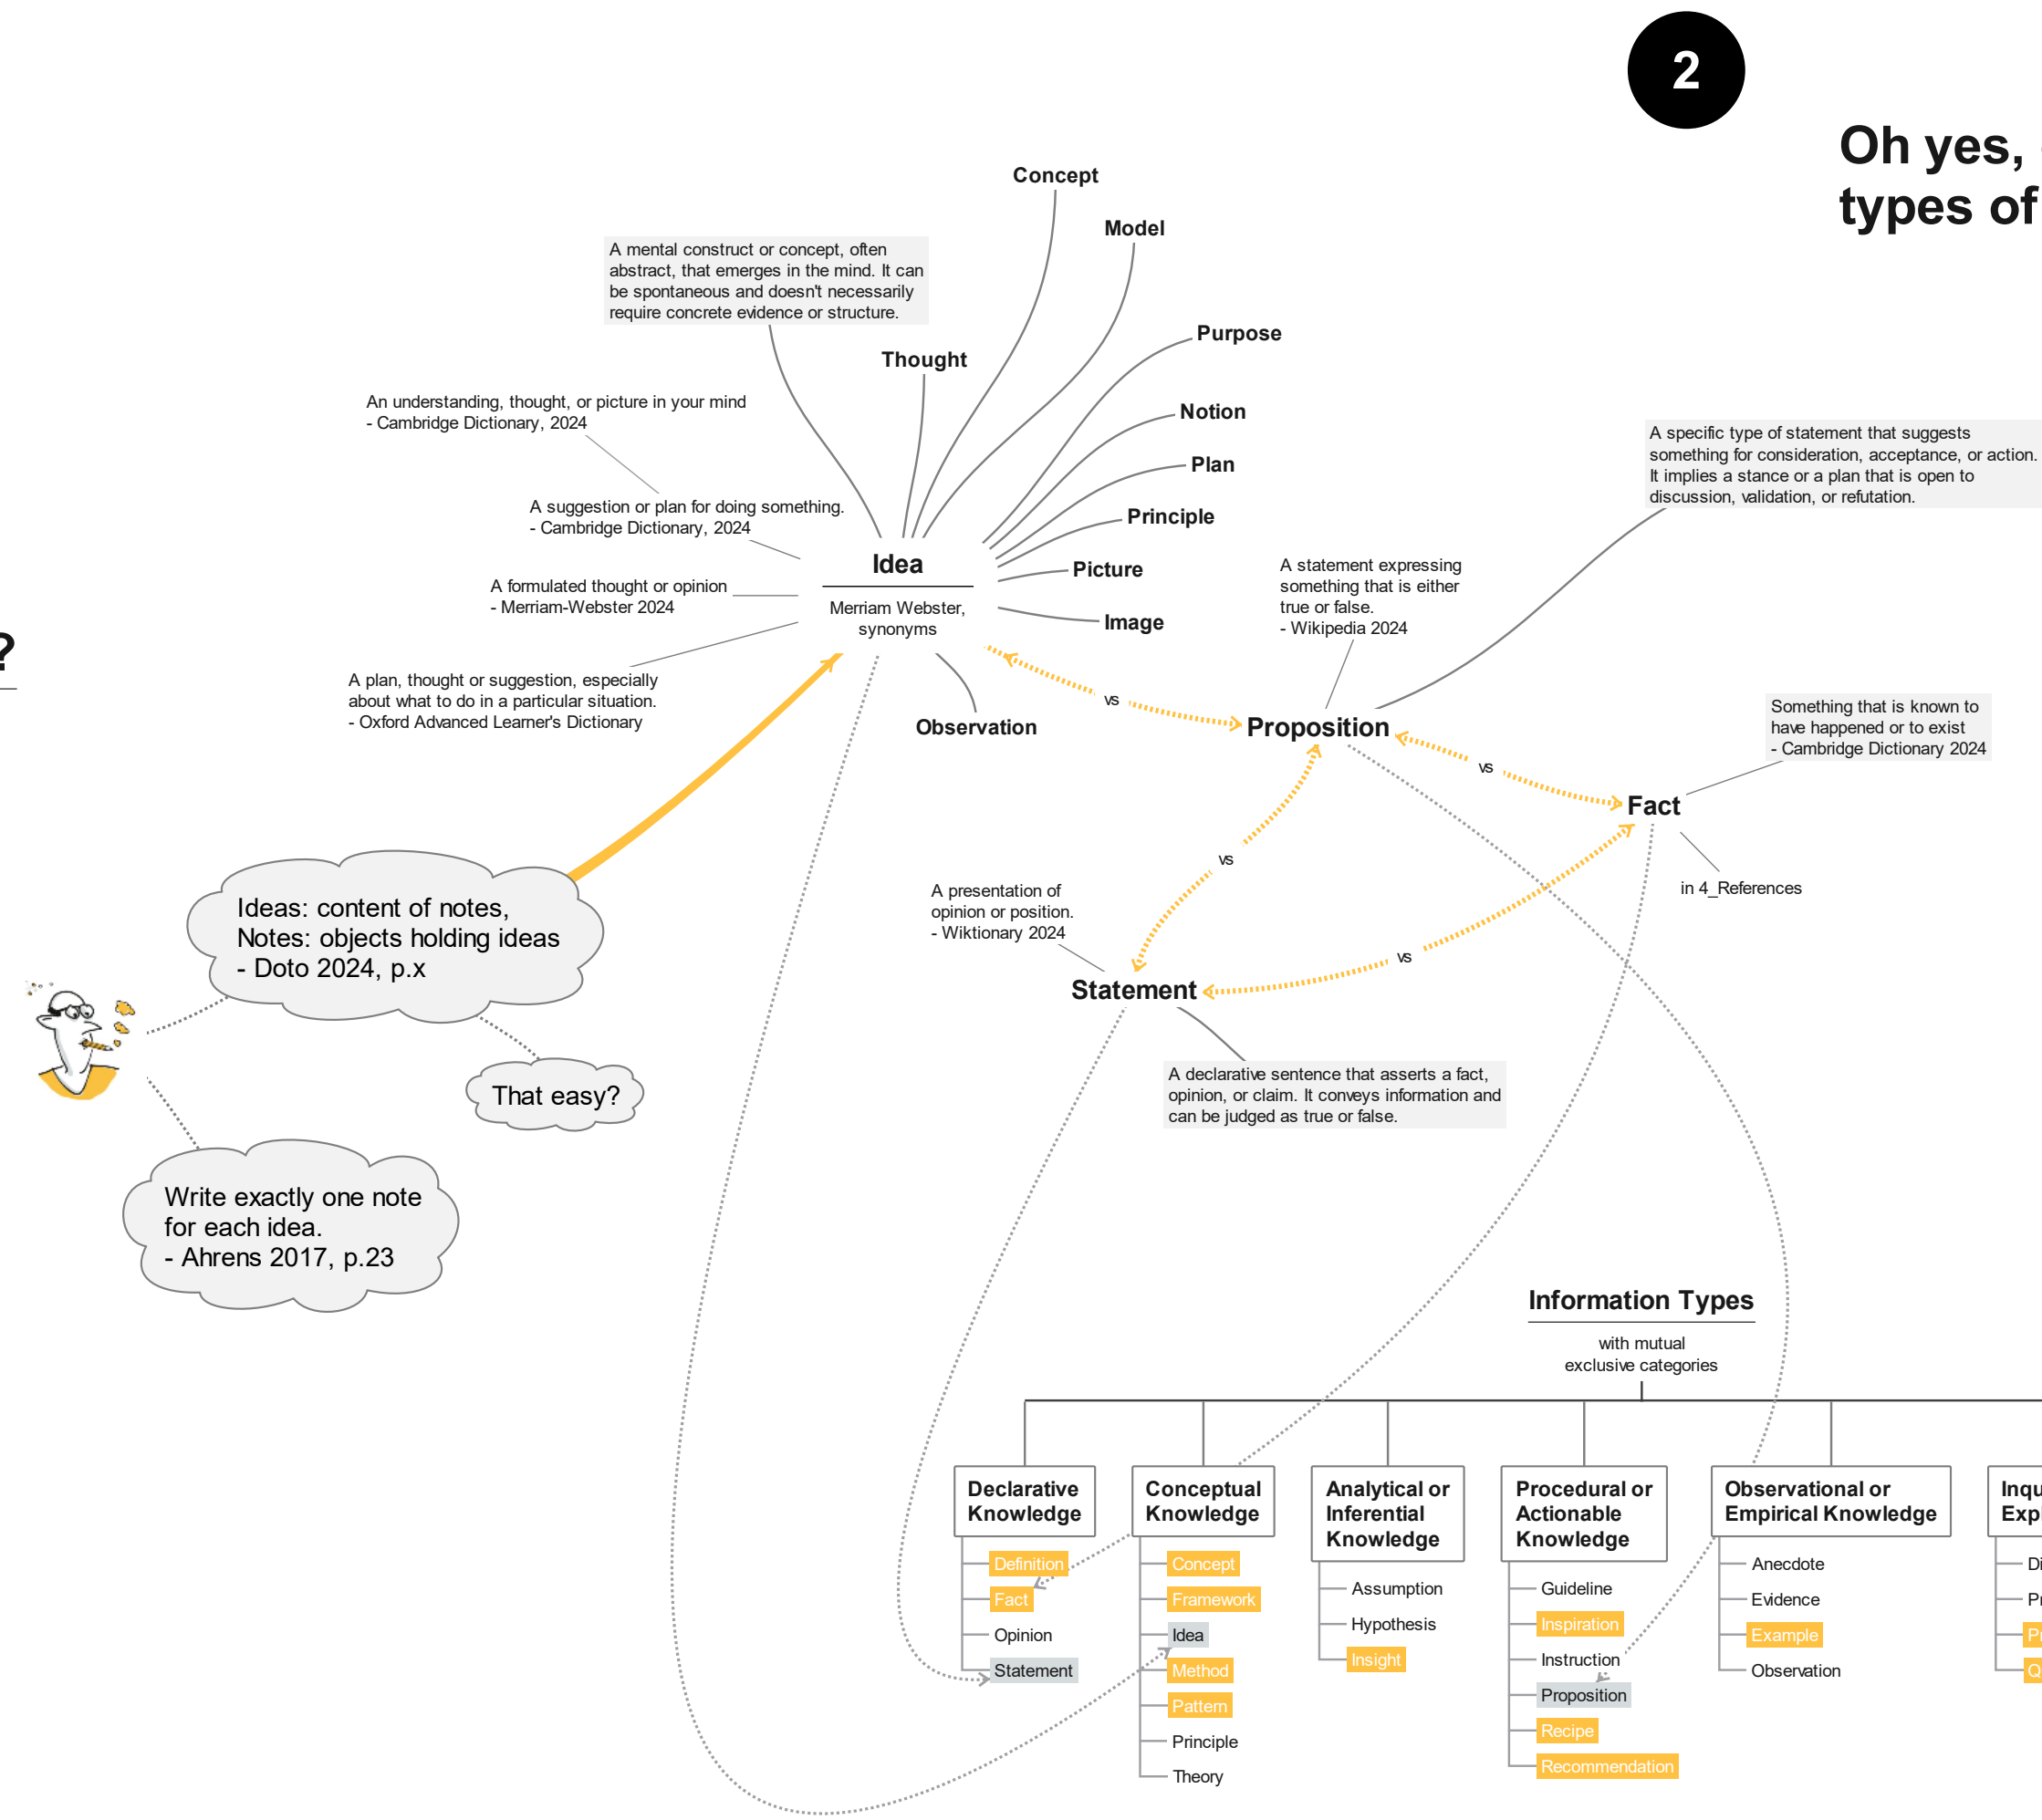 2
Oh yes,
types of
?
Concept
Model
A mental construct or concept, often
abstract, that emerges in the mind. It can
be spontaneous and doesn't necessarily
require concrete evidence or structure.
Purpose
Thought
An understanding, thought, or picture in your mind
- Cambridge Dictionary, 2024
Notion
Plan
A suggestion or plan for doing something.
- Cambridge Dictionary, 2024
Principle
A specific type of statement that suggests
something for consideration, acceptance, or action.
It implies a stance or a plan that is open to
discussion, validation, or refutation.
Idea
Merriam Webster,
synonyms
Picture
Image
A formulated thought or opinion
- Merriam-Webster 2024
A statement expressing
something that is either
true or false.
- Wikipedia 2024
A plan, thought or suggestion, especially
about what to do in a particular situation.
- Oxford Advanced Learner's Dictionary
Observation
vs
Proposition
vs
Something that is known to
have happened or to exist
- Cambridge Dictionary 2024
Fact
in 4_References
vs
vs
A presentation of
opinion or position.
- Wiktionary 2024
Statement
A declarative sentence that asserts a fact,
opinion, or claim. It conveys information and
can be judged as true or false.
Ideas: content of notes,
Notes: objects holding ideas
- Doto 2024, p.x
That easy?
Write exactly one note
for each idea.
- Ahrens 2017, p.23
Information Types
with mutual
exclusive categories
Declarative
Knowledge
Definition
Fact
Opinion
Statement
Conceptual
Knowledge
Concept
Framework
Idea
Method
Pattern
Principle
Theory
Analytical or
Inferential
Knowledge
Assumption
Hypothesis
Insight
Procedural or
Actionable
Knowledge
Guideline
Inspiration
Instruction
Proposition
Recipe
Recommendation
Observational or
Empirical Knowledge
Anecdote
Evidence
Example
Observation
Inqu
Exp
Di
Pr
Pr
Q